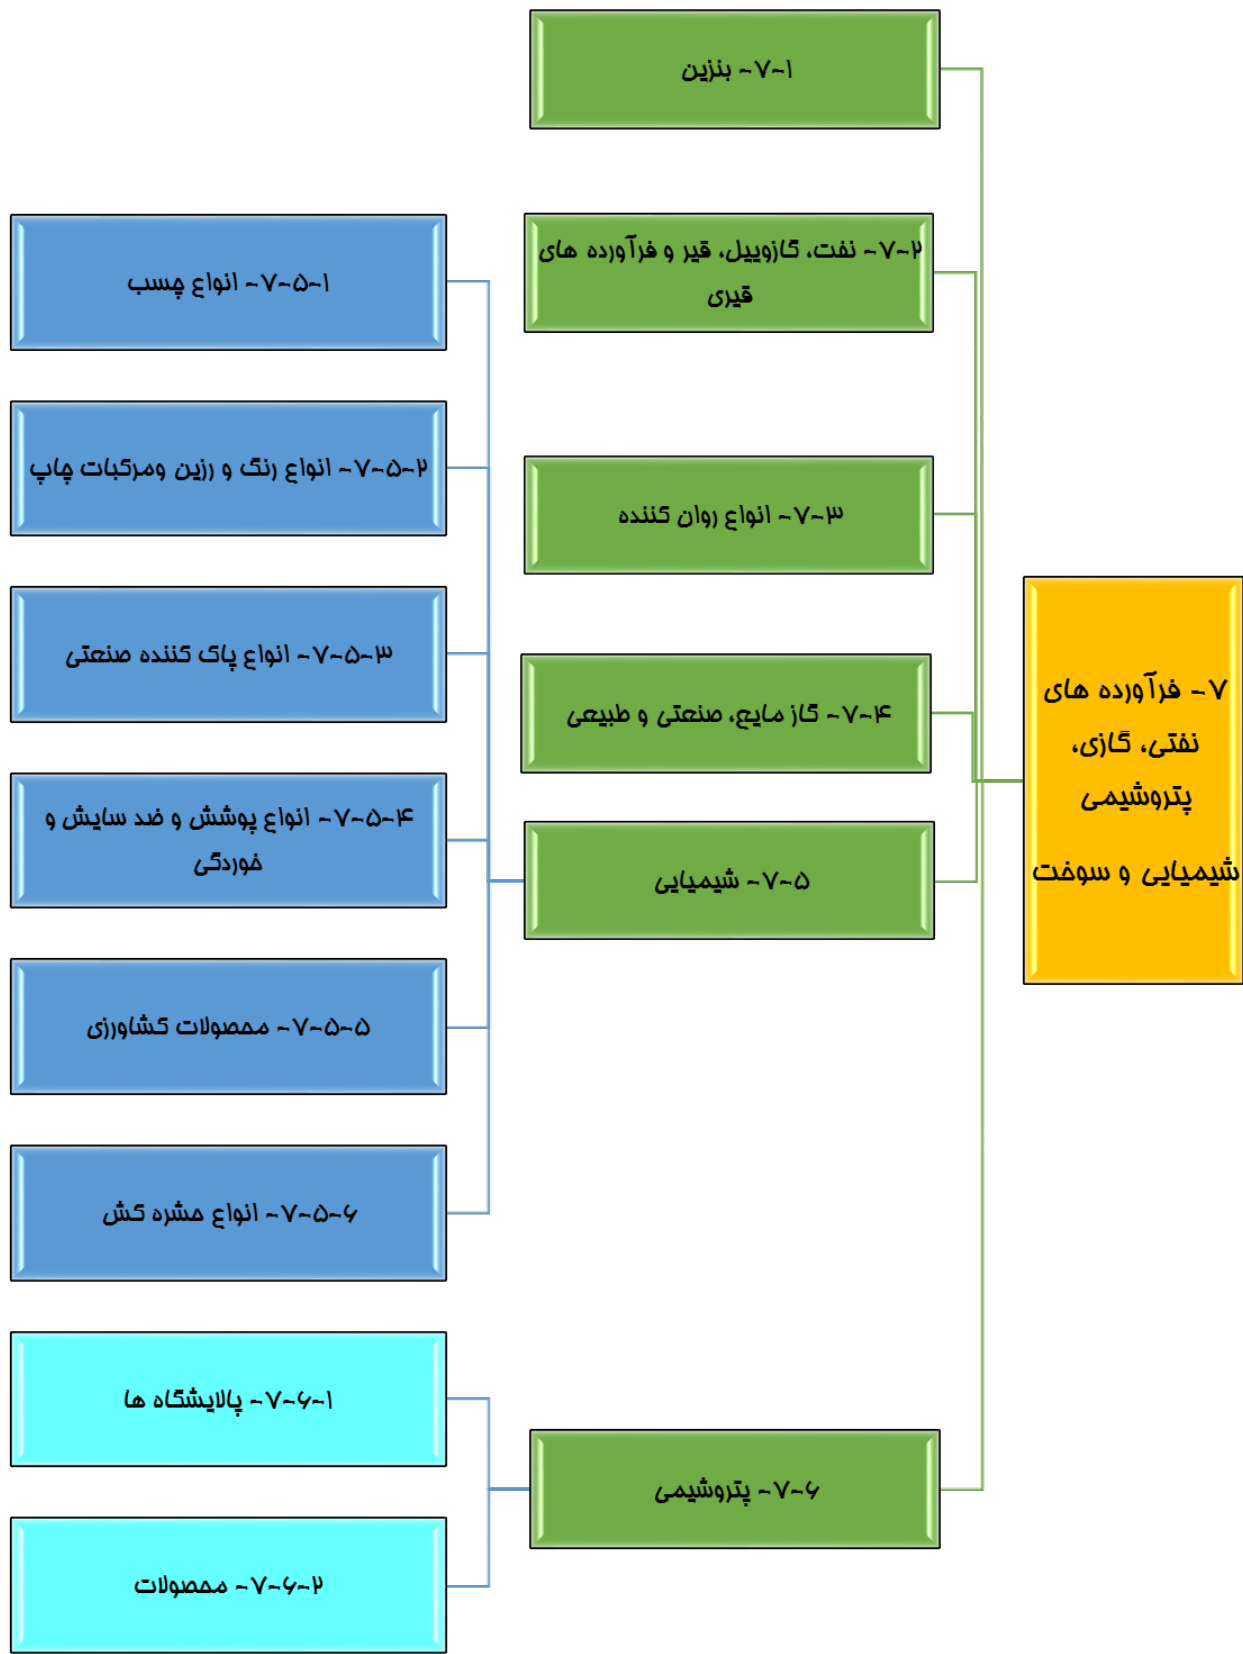 ۷- فرآورده های
نفتی، گازی،
پتروشیمی
شیمیایی و سوخت
۷-۱- بنزین
۷-۲- نفت، گازوییل، قیر و فرآورده های
قیری
۷-۳- انواع روان کننده
۷-۴- گاز مایع، صنعتی و طبیعی
۷-۵- شیمیایی
۷-۵-۱- انواع چسب
۷-۵-۲- انواع رنگ و رزین ومرکبات چاپ
۷-۵-۳- انواع پاک کننده صنعتی
۷-۵-۴- انواع پوشش و ضد سایش و
خوردگی
۷-۵-۵- محصولات کشاورزی
۷-۵-۶- انواع حشره کش
۷-۶- پتروشیمی
۷-۶-۱- پالایشگاه ها
۷-۶-۲- محصولات